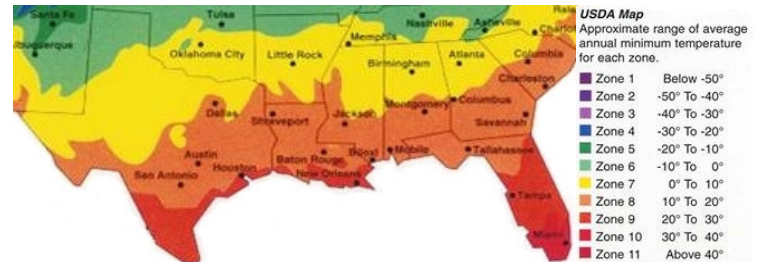 Santa Fe
Tulsa
Nashville
Asheville
Albuquerque
Oklahoma City
Little Rock
Memphis
Birmingham
Atlanta
Columbia
Charleston
Dallas
Shreveport
Jackson
Montgomery
Columbus
Savannah
Austin
San Antonio
Houston
Baton Rouge
New Orleans
Biloxi
Mobile
Tallahassee
Tampa
Miami
USDA Map
Approximate range of average
annual minimum temperature
for each zone.
Zone 1 Below -50°
Zone 2 -50° To -40°
Zone 3 -40° To -30°
Zone 4 -30° To -20°
Zone 5 -20° To -10°
Zone 6 -10° To 0°
Zone 7 0° To 10°
Zone 8 10° To 20°
Zone 9 20° To 30°
Zone 10 30° To 40°
Zone 11 Above 40°